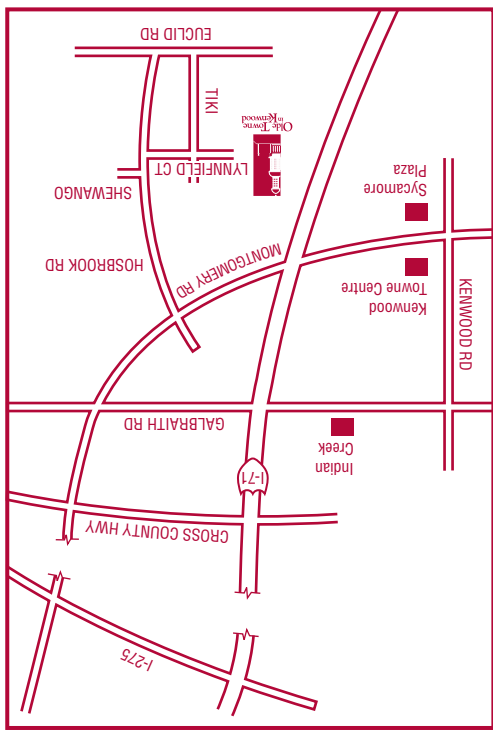 I-275
CROSS COUNTY HWY
I-71
Indian
Creek
GALBRAITH RD
KENWOOD RD
Kenwood
Towne Centre
MONTGOMERY RD
HOSBROOK RD
Sycamore
Plaza
SHEWANGO
LYNNFIELD CT
Olde Towne
in Kenwood
TIKI
EUCLID RD